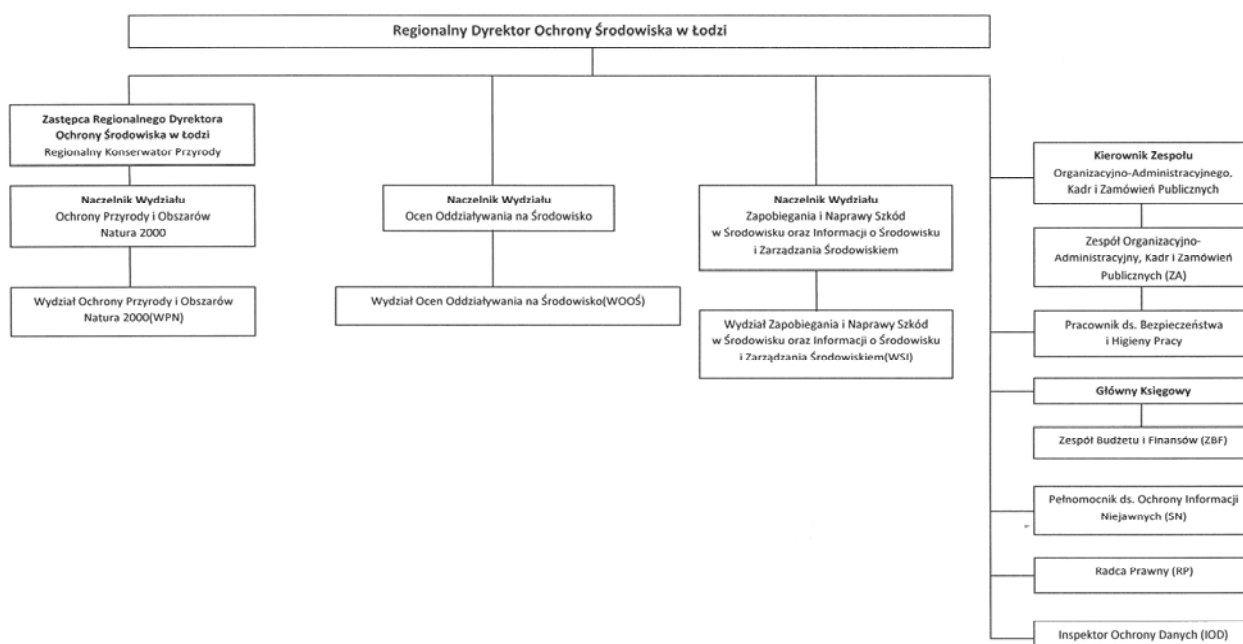 Regionalny Dyrektor Ochrony Środowiska w Łodzi
Zastępca Regionalnego Dyrektora
Ochrony Środowiska w Łodzi
Regionalny Konserwator Przyrody
Naczelnik Wydziału
Ochrony Przyrody i Obszarów
Natura 2000
Wydział Ochrony Przyrody i Obszarów
Natura 2000(WPN)
Naczelnik Wydziału
Ocen Oddziaływania na Środowisko
Wydział Ocen Oddziaływania na Środowisko(WOOŚ)
Naczelnik Wydziału
Zapobiegania i Naprawy Szkód
w Środowisku oraz Informacji o Środowisku
i Zarządzania Środowiskiem
Wydział Zapobiegania i Naprawy Szkód
w Środowisku oraz Informacji o Środowisku
i Zarządzania Środowiskiem(WSI)
Kierownik Zespołu
Organizacyjno-Administracyjnego,
Kadr i Zamówień Publicznych
Zespół Organizacyjno-
Administracyjny, Kadr i Zamówień
Publicznych (ZA)
Pracownik ds. Bezpieczeństwa
i Higieny Pracy
Główny Księgowy
Zespół Budżetu i Finansów (ZBF)
Pełnomocnik ds. Ochrony Informacji
Niejawnych (SN)
Radca Prawny (RP)
Inspektor Ochrony Danych (IOD)